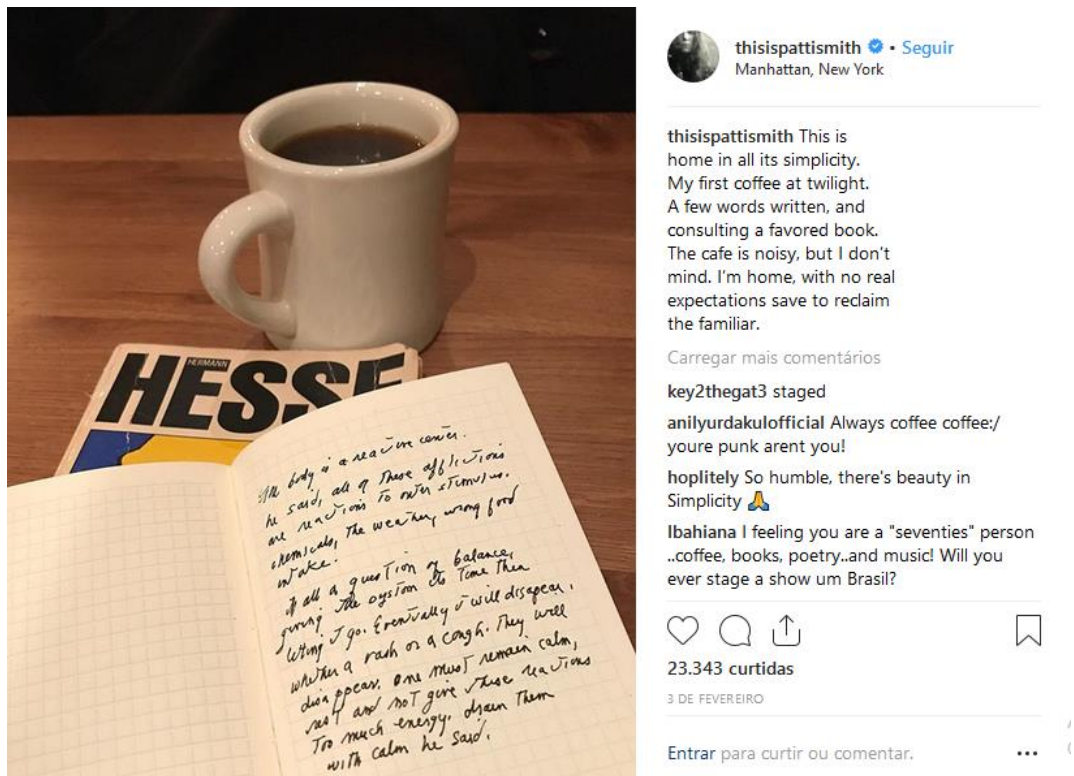 thisispattismith • Seguir
Manhattan, New York
thisispattismith This is
home in all its simplicity.
My first coffee at twilight.
A few words written, and
consulting a favored book.
The cafe is noisy, but I don't
mind. I'm home, with no real
expectations save to reclaim
the familiar.
Carregar mais comentários
key2thegat3 staged
anilyurdakulofficial Always coffee coffee:/
youre punk arent you!
hoplitely So humble, there's beauty in
Simplicity 🙏
lbahiana I feeling you are a "seventies" person
..coffee, books, poetry..and music! Will you
ever stage a show um Brasil?
23.343 curtidas
3 DE FEVEREIRO
Entrar para curtir ou comentar.
HERMANN
HESSE
The body is a reactive center.
he said, all of these afflictions
are reactions to outer stimulus.
chemicals, the weather, wrong food
intake.
it all a question of balance,
giving the system its time then
letting go. Eventually it will disapear.
whether a rash or a cough. They will
disappear. One must remain calm,
rest and not give these reactions
too much energy. drain them
with calm he said.